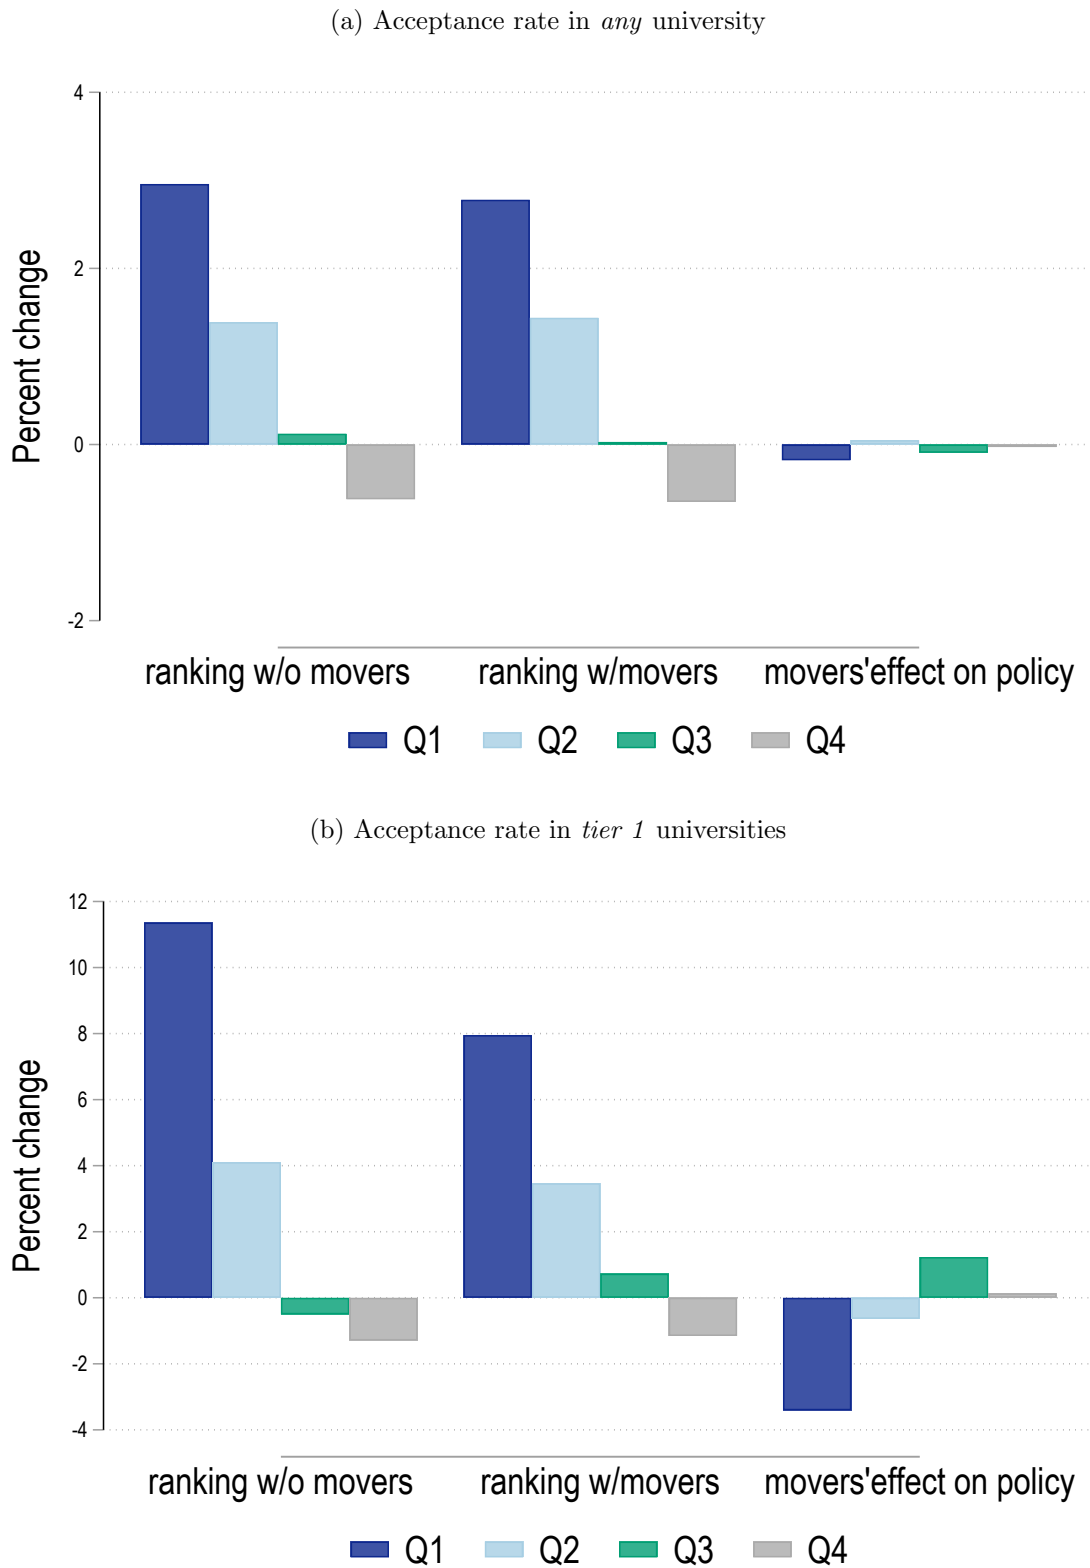 (a) Acceptance rate in any university
4
2
0
-2
Percent change
ranking w/o movers ranking w/movers movers'effect on policy
Q1 Q2 Q3 Q4
(b) Acceptance rate in tier 1 universities
12
10
8
6
4
2
0
-2
-4
Percent change
ranking w/o movers ranking w/movers movers'effect on policy
Q1 Q2 Q3 Q4